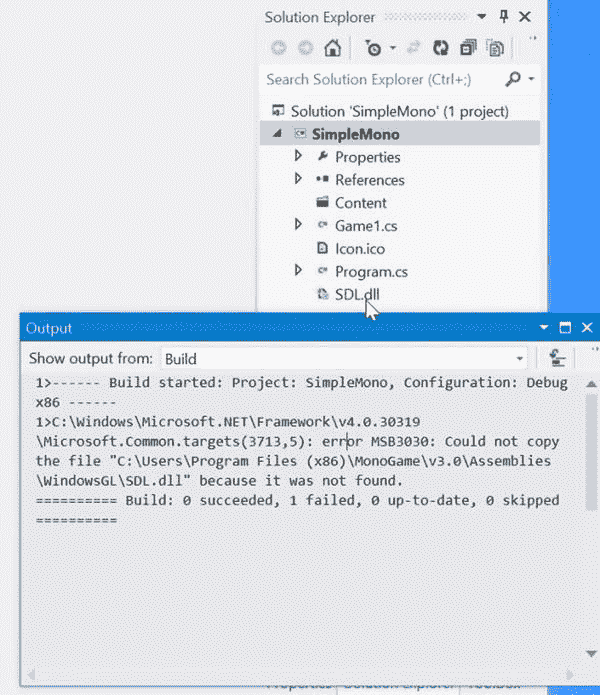 Solution Explorer
Search Solution Explorer (Ctrl+;)
Solution 'SimpleMono' (1 project)
SimpleMono
Properties
References
Content
Game1.cs
Icon.ico
Program.cs
SDL.dll
Output
Show output from: Build
1>------ Build started: Project: SimpleMono, Configuration: Debug
x86 ------
1>C:\Windows\Microsoft.NET\Framework\v4.0.30319
\Microsoft.Common.targets(3713,5): error MSB3030: Could not copy
the file "C:\Users\Program Files (x86)\MonoGame\v3.0\Assemblies
\WindowsGL\SDL.dll" because it was not found.
========== Build: 0 succeeded, 1 failed, 0 up-to-date, 0 skipped
==========
Properties Solution Explorer Toolbox